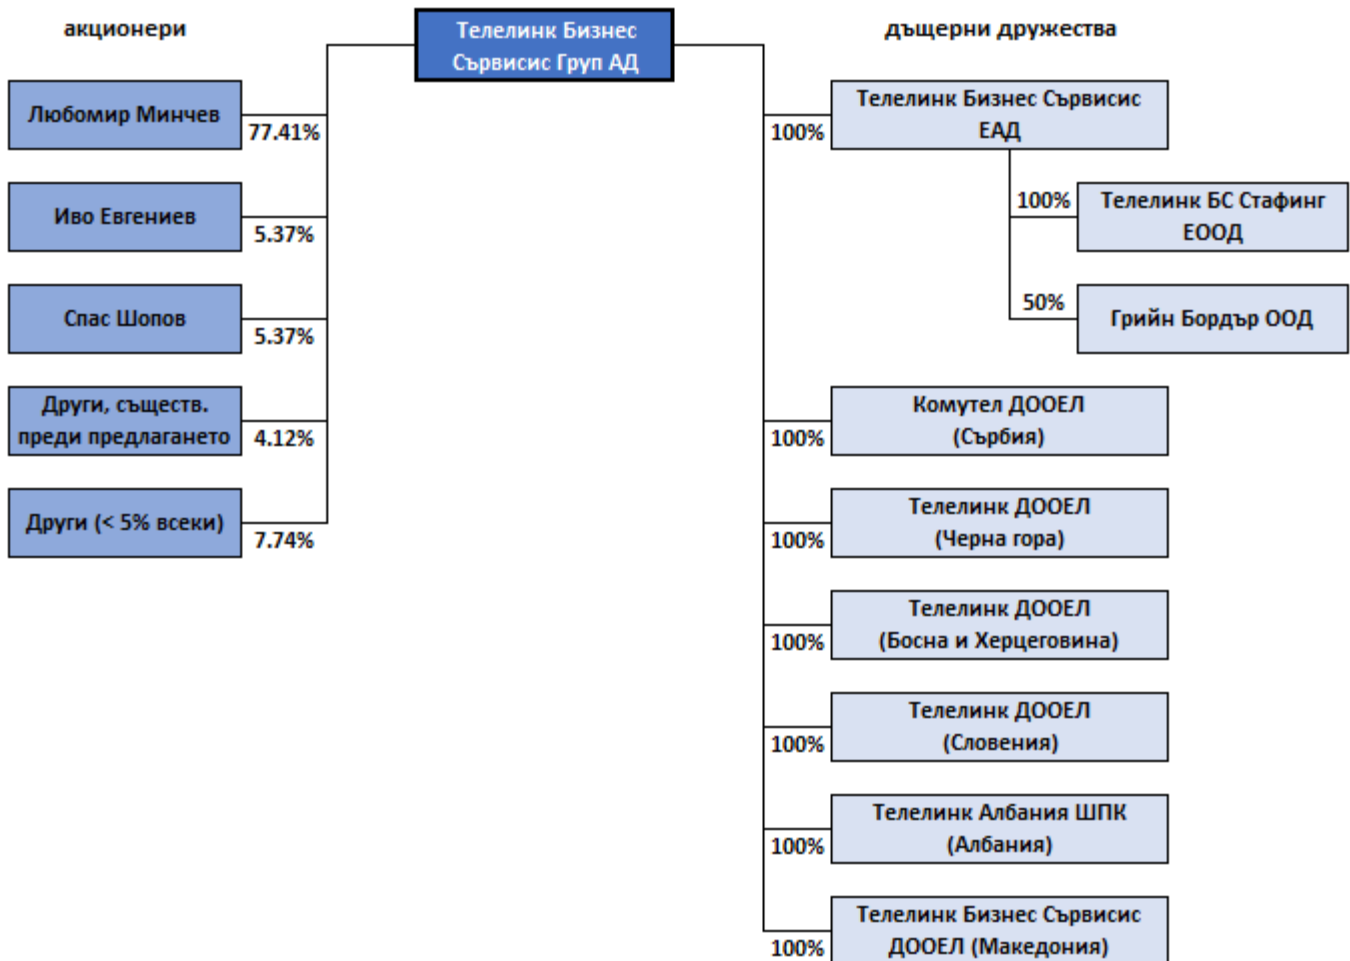 акционери
Телелинк Бизнес
Сървисис Груп АД
дъщерни дружества
Любомир Минчев
77.41%
Иво Евгениев
5.37%
Спас Шопов
5.37%
Други, съществ.
преди предлагането
4.12%
Други (< 5% всеки)
7.74%
100%
Телелинк Бизнес Сървисис
ЕАД
100%
Телелинк БС Стафинг
ЕООД
50%
Грийн Бордър ООД
100%
Комутел ДООЕЛ
(Сърбия)
100%
Телелинк ДООЕЛ
(Черна гора)
100%
Телелинк ДООЕЛ
(Босна и Херцеговина)
100%
Телелинк ДООЕЛ
(Словения)
100%
Телелинк Албания ШПК
(Албания)
100%
Телелинк Бизнес Сървисис
ДООЕЛ (Македония)